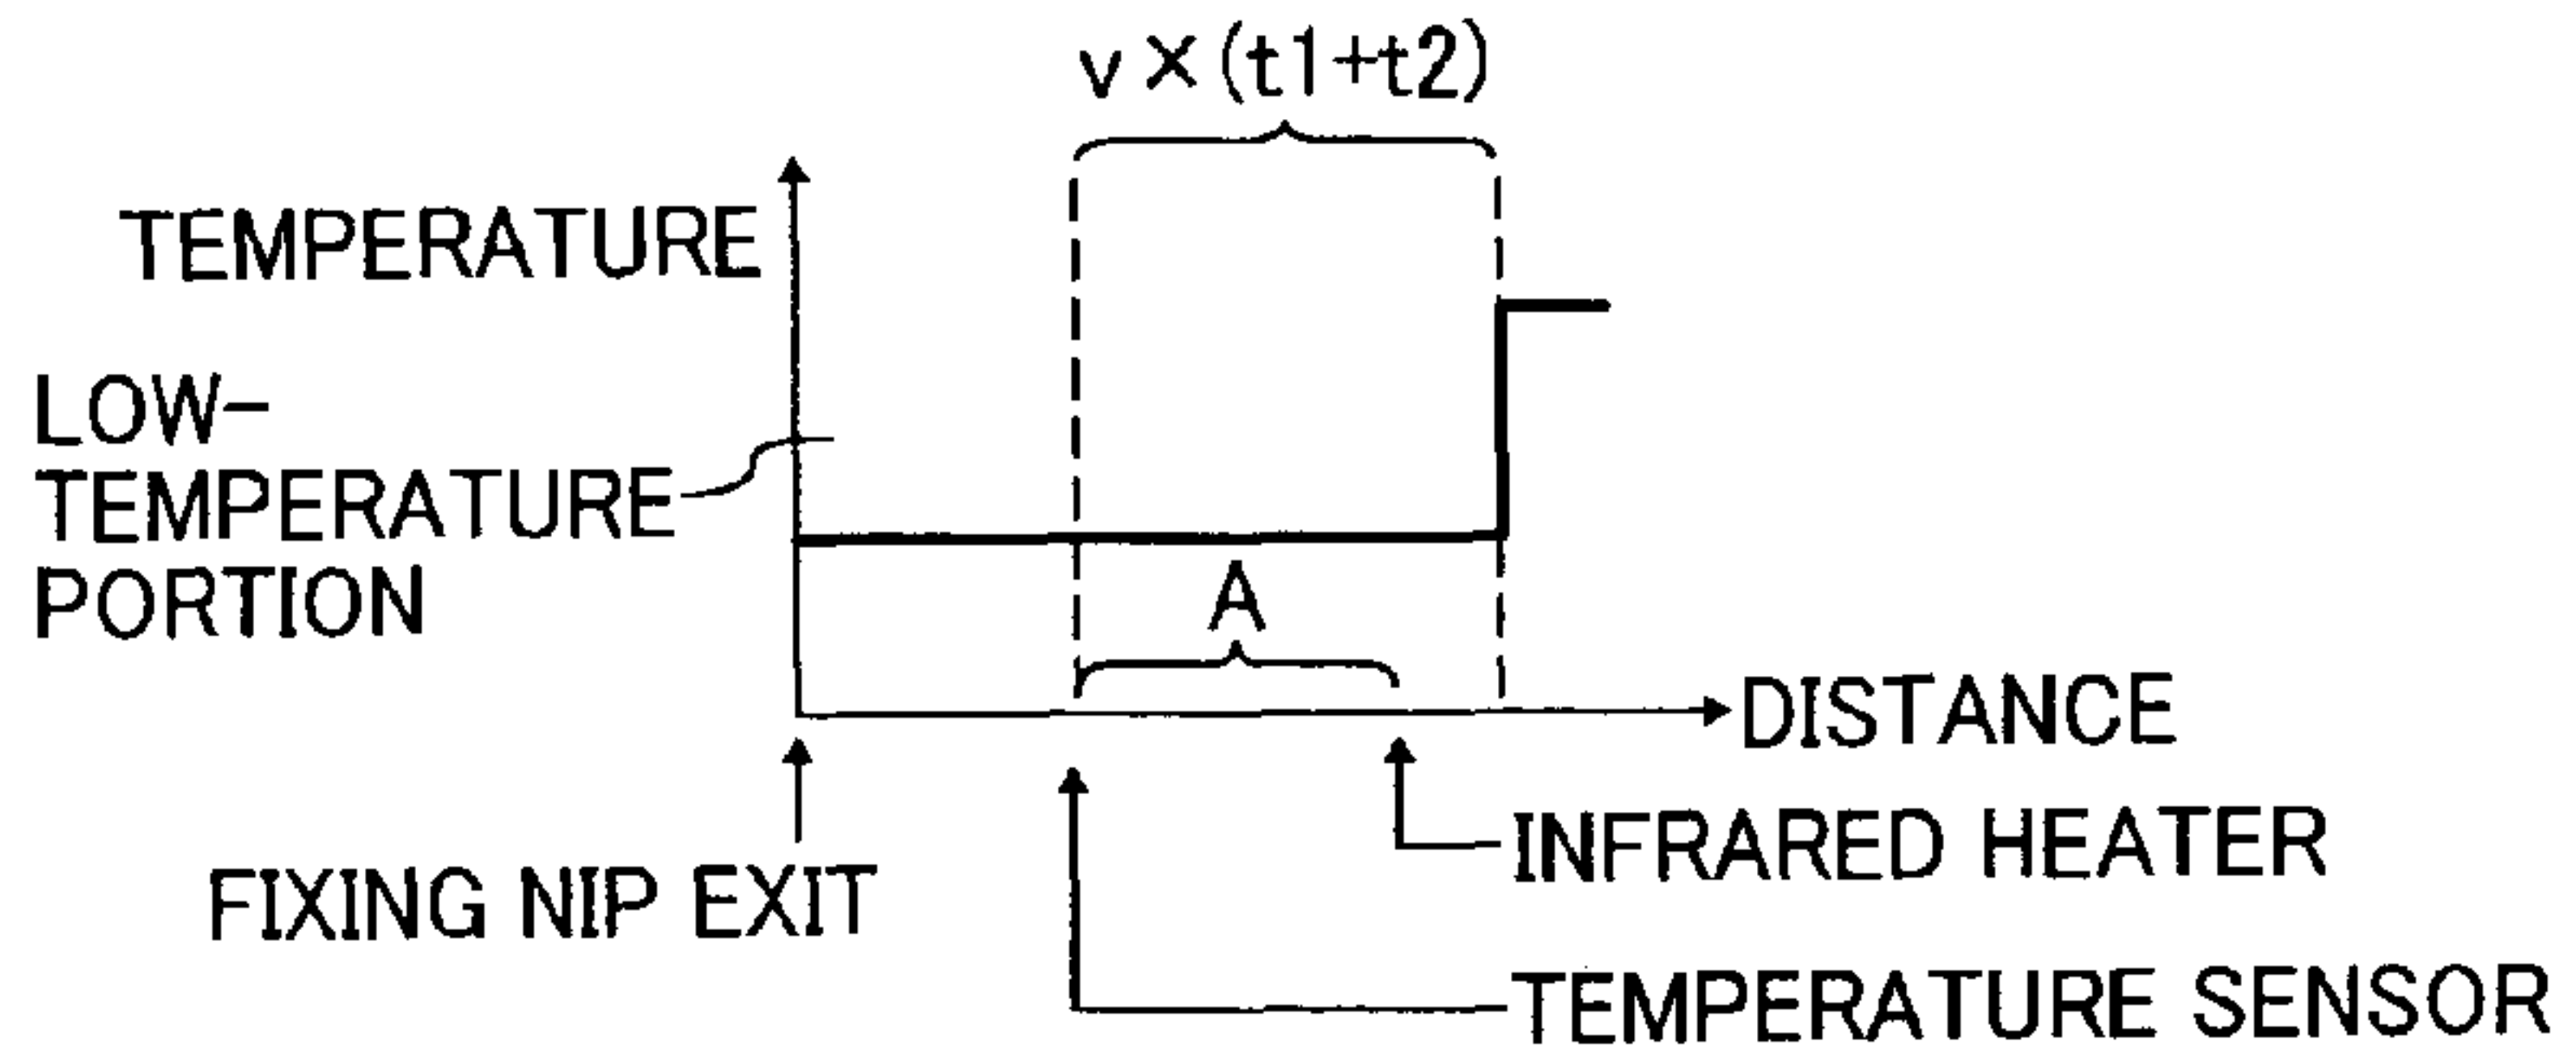 v×(t1+t2)
TEMPERATURE
LOW-
TEMPERATURE
PORTION
A
DISTANCE
INFRARED HEATER
FIXING NIP EXIT
TEMPERATURE SENSOR